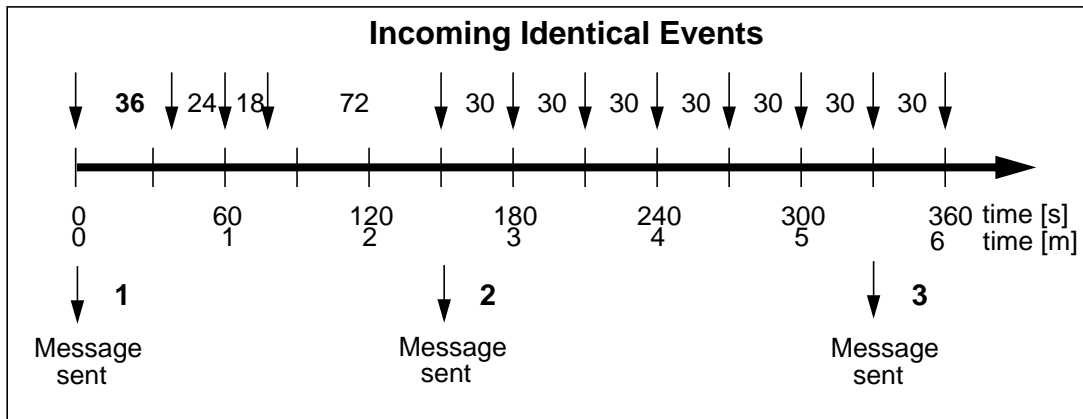 Incoming Identical Events
36 24 18 72 30 30 30 30 30 30 30
0 60 120 180 240 300 360 time [s]
0 1 2 3 4 5 6 time [m]
1 2 3
Message Message Message
sent sent sent